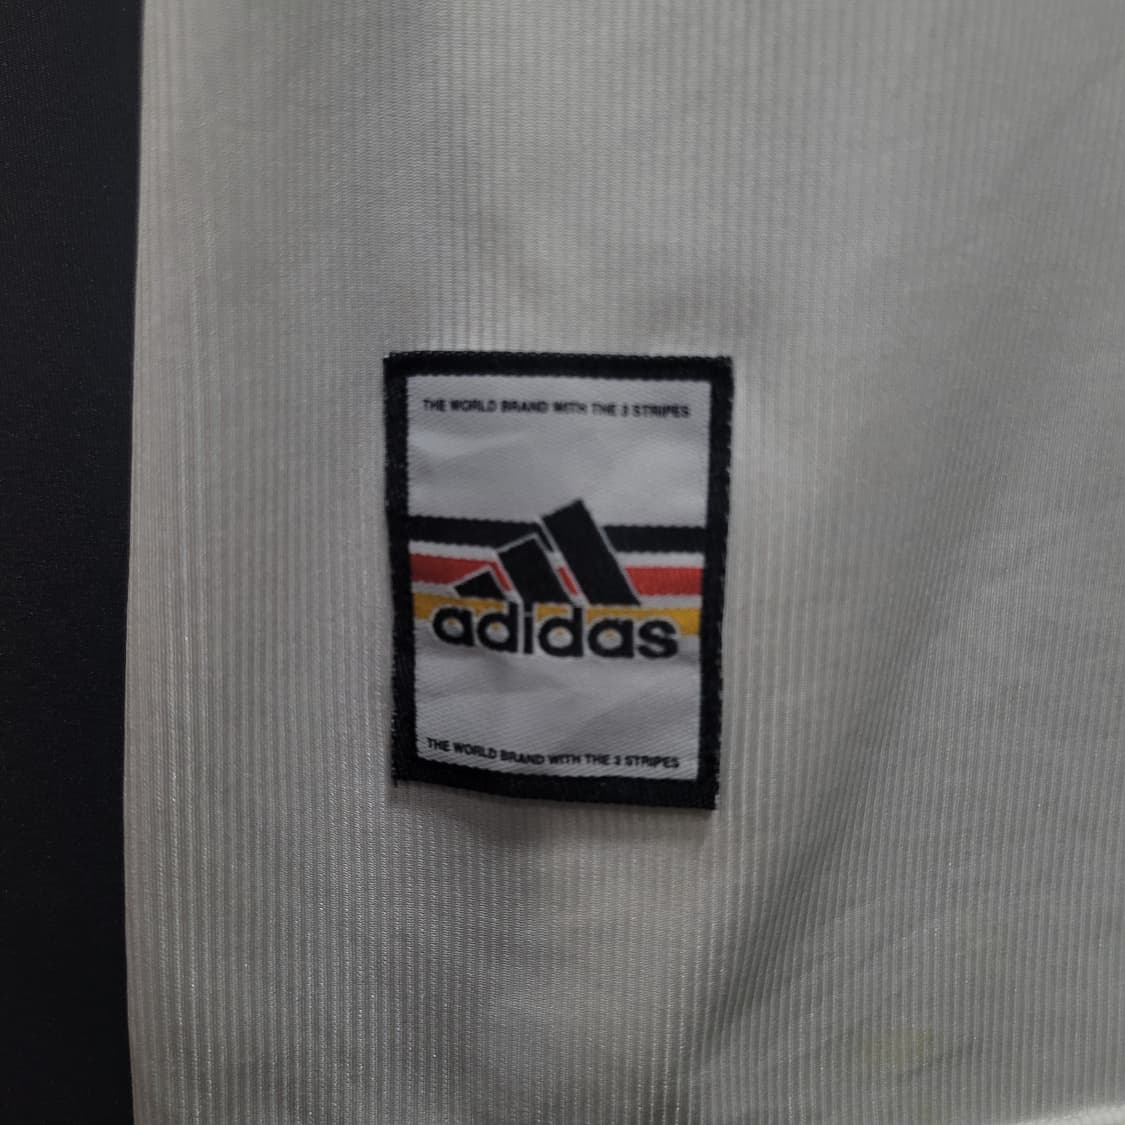 THE WORLD BRAND WITH THE 3 STRIPES
adidas
THE WORLD BRAND WITH THE 3 STRIPES